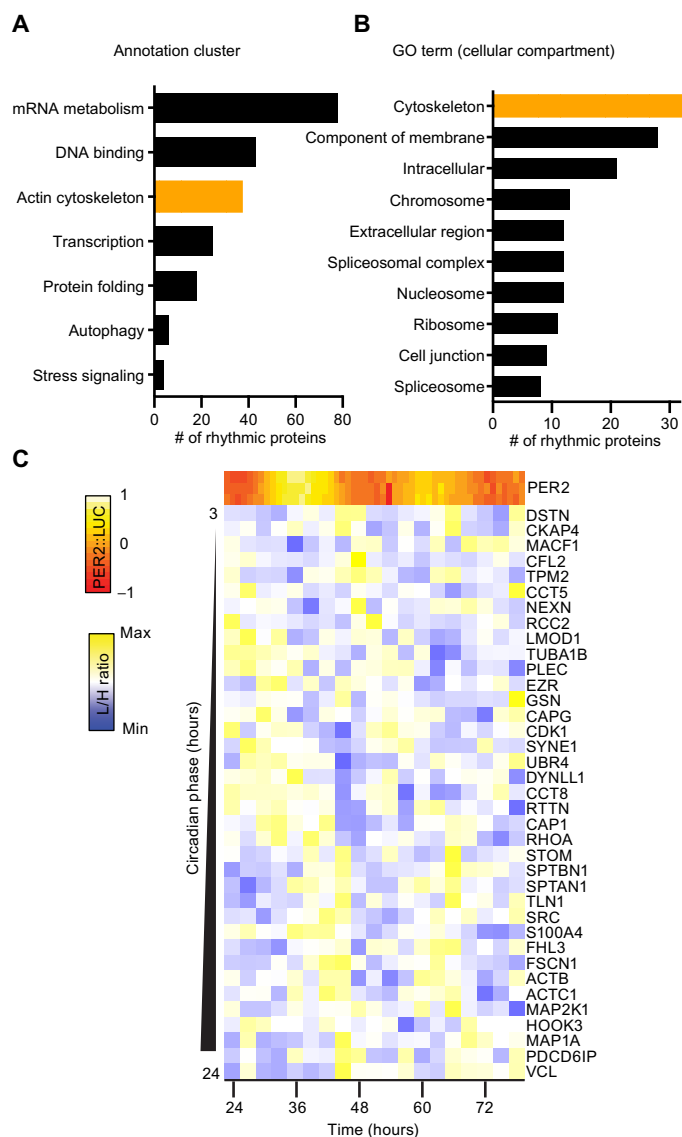 A
Annotation cluster
mRNA metabolism
DNA binding
Actin cytoskeleton
Transcription
Protein folding
Autophagy
Stress signaling
0 20 40 60 80
# of rhythmic proteins
B
GO term (cellular compartment)
Cytoskeleton
Component of membrane
Intracellular
Chromosome
Extracellular region
Spliceosomal complex
Nucleosome
Ribosome
Cell junction
Spliceosome
0 10 20 30
# of rhythmic proteins
C
PER2::LUC
1
0
−1
L/H ratio
Max
Min
Circadian phase (hours)
3
24
PER2
DSTN
CKAP4
MACF1
CFL2
TPM2
CCT5
NEXN
RCC2
LMOD1
TUBA1B
PLEC
EZR
GSN
CAPG
CDK1
SYNE1
UBR4
DYNLL1
CCT8
RTTN
CAP1
RHOA
STOM
SPTBN1
SPTAN1
TLN1
SRC
S100A4
FHL3
FSCN1
ACTB
ACTC1
MAP2K1
HOOK3
MAP1A
PDCD6IP
VCL
24 36 48 60 72
Time (hours)